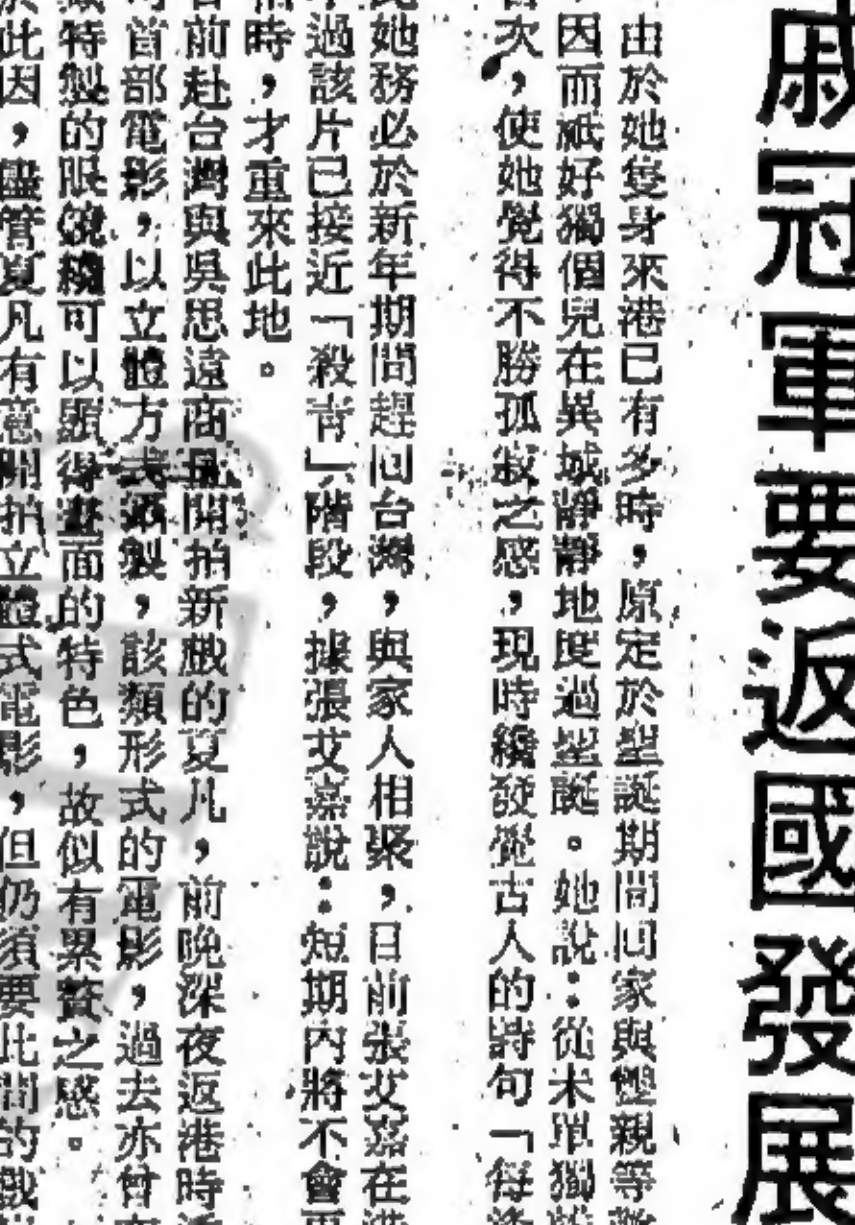 戚冠軍要返國發展
由於她隻身來港已有多時，原定於聖誕期間回家與雙親等
因而祇好獨個兒在異域靜靜地度過聖誕。她說：從未單獨
次，使她覺得不勝孤寂之感，現時纔發覺古人的詩句「每逢
她務必於新年期間趕回台灣，與家人相聚，日前張艾嘉在港
過該片已接近「殺青」階段，據張艾嘉說：短期內將不會再
時，才重來此地。
前赴台灣與吳思遠商量開拍新戲的夏凡，前晚深夜返港時
首部電影，以立體方式攝製，該類形式的電影，過去亦曾有
特製的眼鏡纔可以顯得畫面的特色，故似有累贅之感。
此因，儘管夏凡有意開拍立體式電影，但仍須要此間的戲